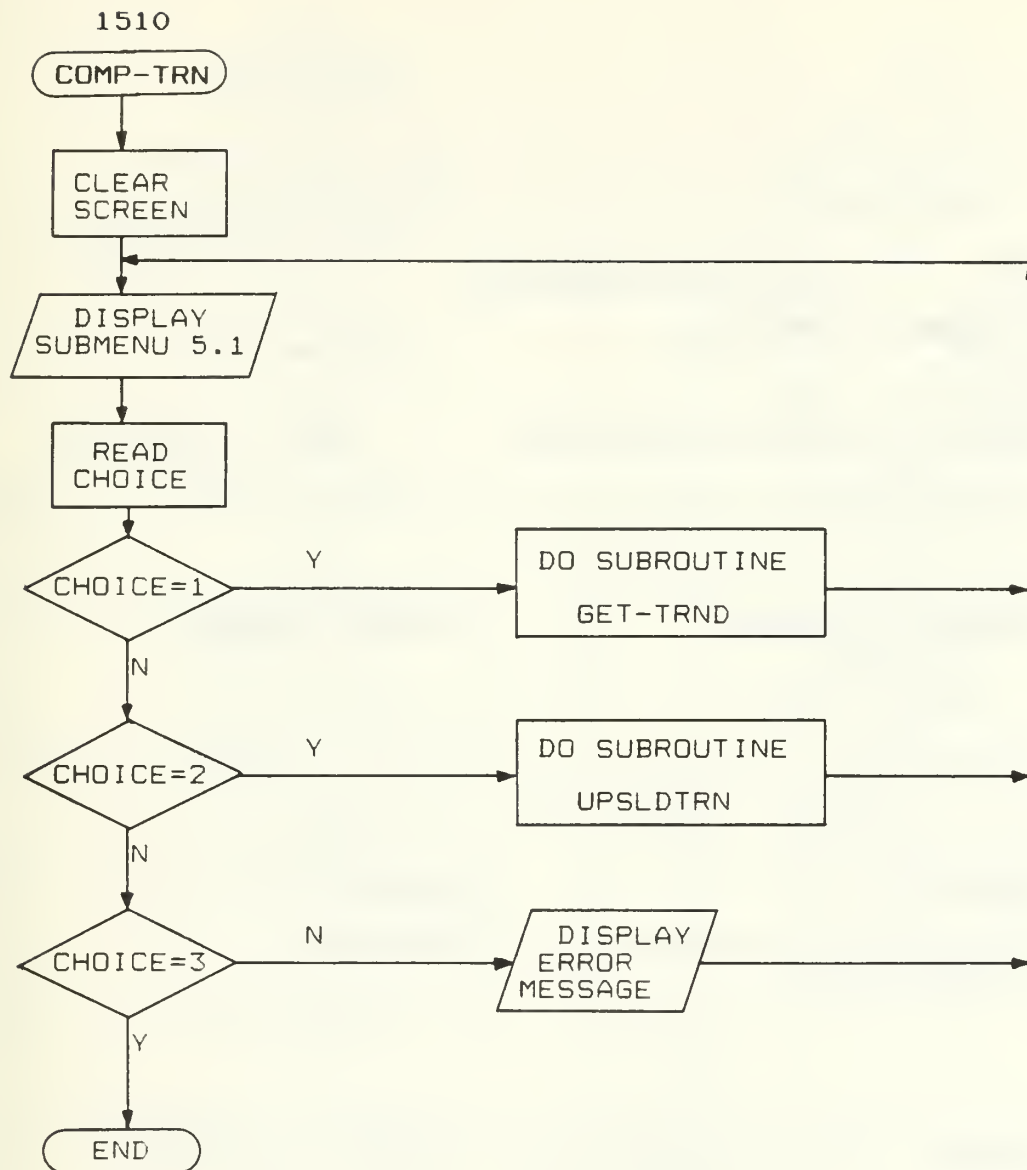 1510
COMP-TRN
CLEAR
SCREEN
DISPLAY
SUBMENU 5.1
READ
CHOICE
CHOICE=1
Y
DO SUBROUTINE
GET-TRND
N
CHOICE=2
Y
DO SUBROUTINE
UPSLDTRN
N
CHOICE=3
N
DISPLAY
ERROR
MESSAGE
Y
END